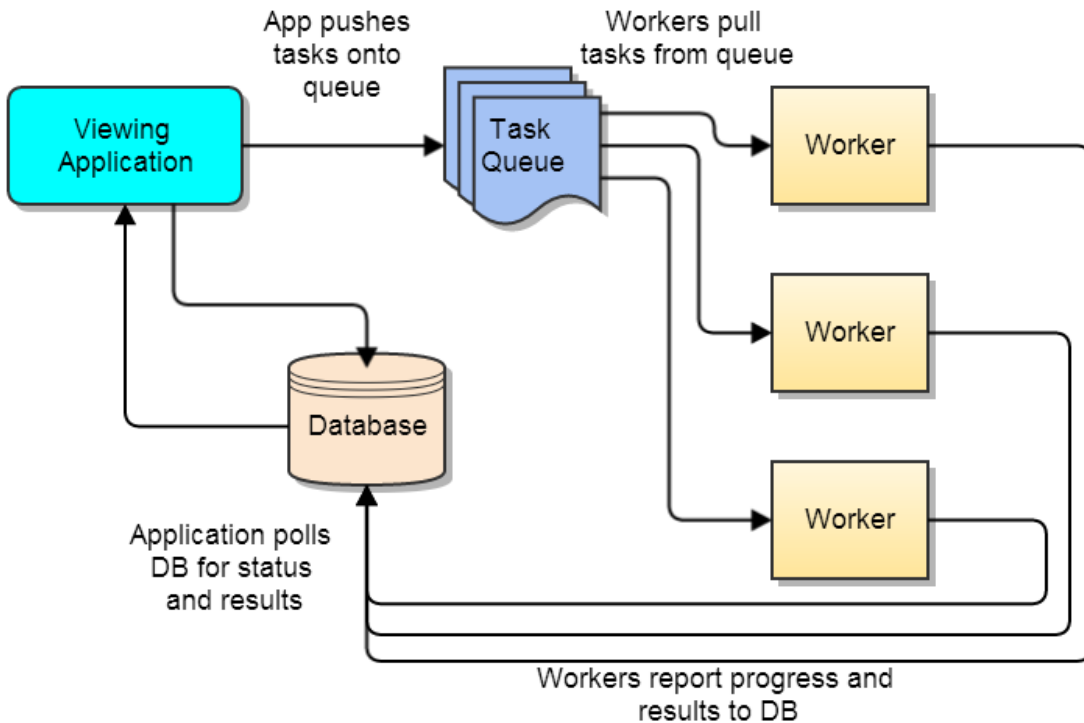 App pushes
tasks onto
queue
Workers pull
tasks from queue
Viewing
Application
Task
Queue
Worker
Worker
Database
Worker
Application polls
DB for status
and results
Workers report progress and
results to DB